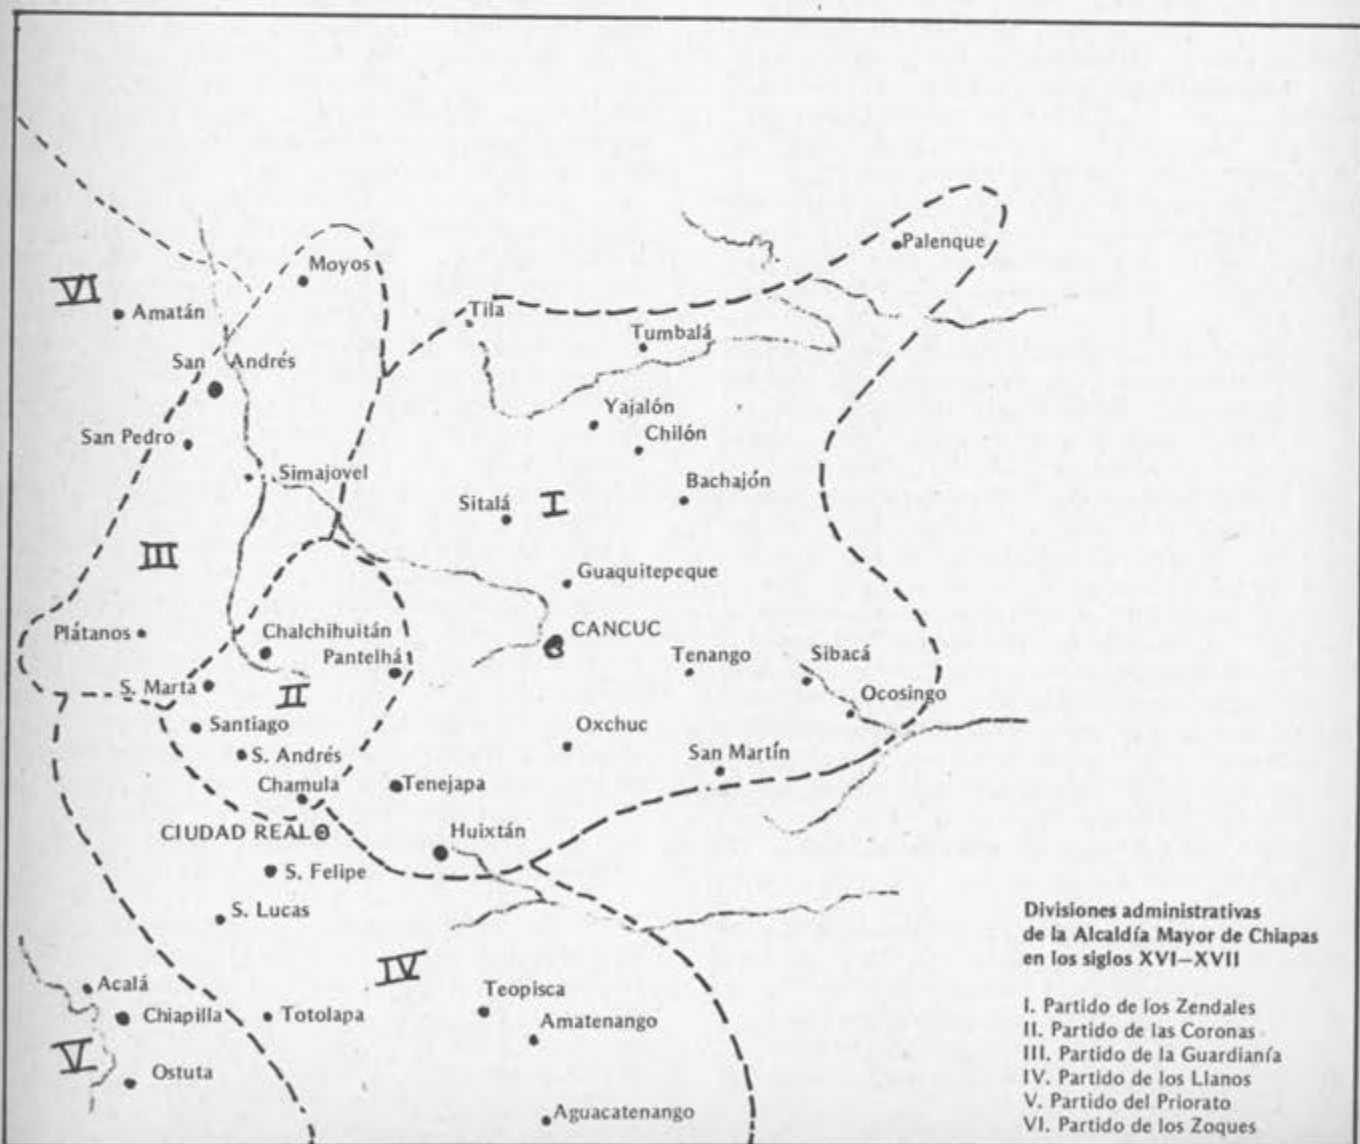 Palenque
Moyos
VI
Amatán
Tila
Tumbalá
San Andrés
Yajalón
San Pedro
Chilón
Simajovel
Bachajón
Sitalá
I
III
Guaquitepeque
Plátanos
Chalchihuitán
CANCUC
Pantelhá
Tenango
Sibacá
S. Marta
II
Ocosingo
Santiago
Oxchuc
S. Andrés
San Martín
Chamula
Tenejapa
CIUDAD REAL
Huixtán
S. Felipe
S. Lucas
IV
Acalá
Chiapilla
Totolapa
Teopisca
Amatenango
V
Ostuta
Aguacatenango
Divisiones administrativas
de la Alcaldía Mayor de Chiapas
en los siglos XVI—XVII
I. Partido de los Zendales
II. Partido de las Coronas
III. Partido de la Guardianía
IV. Partido de los Llanos
V. Partido del Priorato
VI. Partido de los Zoques